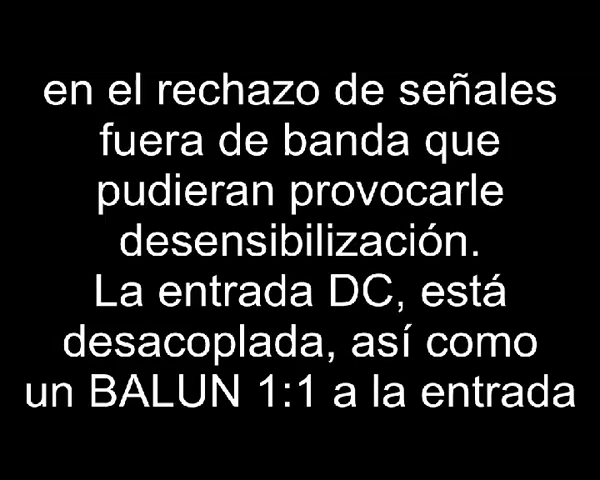 en el rechazo de señales
fuera de banda que
pudieran provocarle
desensibilización.
La entrada DC, está
desacoplada, así como
un BALUN 1:1 a la entrada